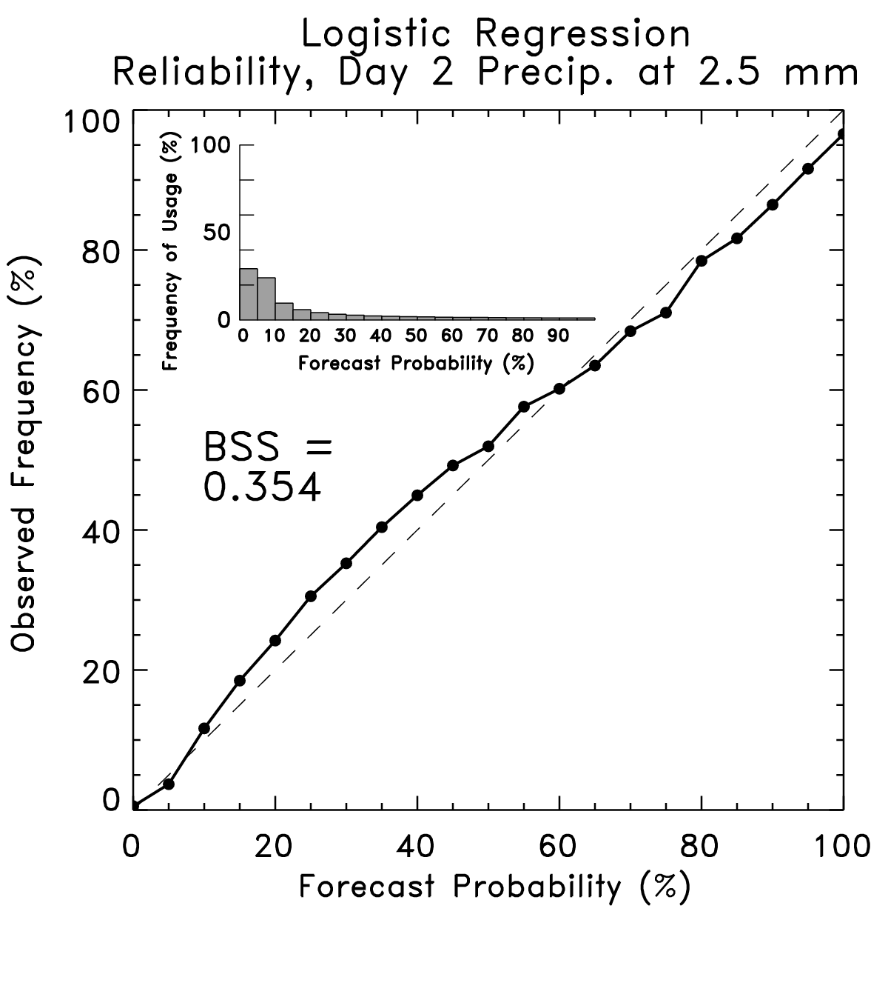 Logistic Regression
Reliability, Day 2 Precip. at 2.5 mm
Observed Frequency (%)
100
80
60
40
20
0
Frequency of Usage (%)
100
50
0
0 10 20 30 40 50 60 70 80 90
Forecast Probability (%)
BSS =
0.354
0 20 40 60 80 100
Forecast Probability (%)